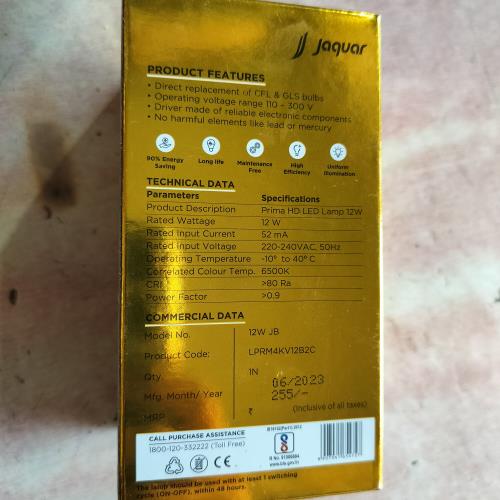 Jaquar
PRODUCT FEATURES
• Direct replacement of CFL & GLS bulbs
• Operating voltage range 110 - 300 V
• Driver made of reliable electronic components
• No harmful elements like lead or mercury
90% Energy Saving
Long life
Maintenance Free
High Efficiency
Uniform Illumination
TECHNICAL DATA
Parameters Specifications
Product Description Prima HD LED Lamp 12W
Rated Wattage 12 W
Rated Input Current 52 mA
Rated Input Voltage 220-240VAC, 50Hz
Operating Temperature -10° to 40° C
Correlated Colour Temp. 6500K
CRI >80 Ra
Power Factor >0.9
COMMERCIAL DATA
Model No. 12W JB
Product Code: LPRM4KV12B2C
Qty. 1N
Mfg. Month/ Year 06/2023
MRP ₹ 255/-
(Inclusive of all taxes)
CALL PURCHASE ASSISTANCE
1800-120-332222 (Toll Free)
CE
www.bis.gov.in
The lamp should be used with at least 1 switching
cycle (ON-OFF), within 48 hours.